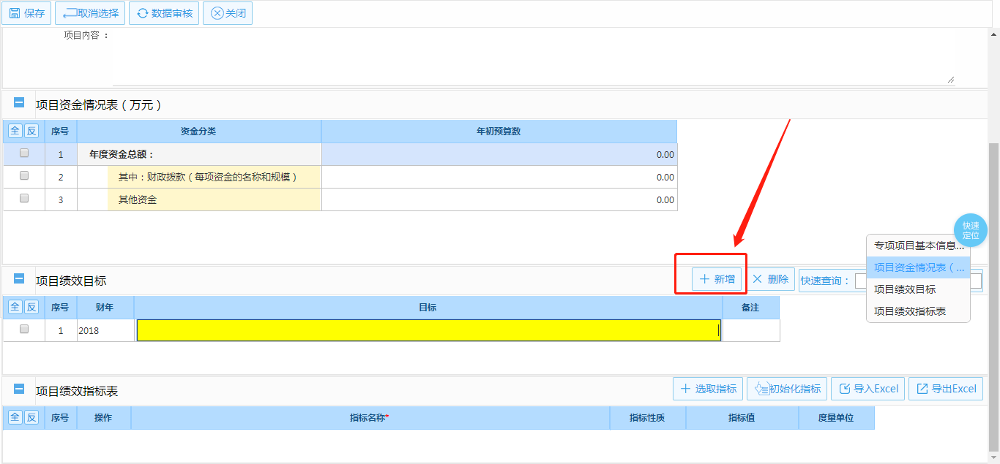 保存 取消选择 数据审核 关闭
项目内容 ：
项目资金情况表（万元）
全 反 序号 资金分类 年初预算数
1 年度资金总额： 0.00
2 其中：财政拨款（每项资金的名称和规模） 0.00
3 其他资金 0.00
快速
定位
专项项目基本信息...
项目资金情况表（...
项目绩效目标
项目绩效指标表
项目绩效目标 新增 删除 快速查询：
全 反 序号 财年 目标 备注
1 2018
项目绩效指标表 选取指标 初始化指标 导入Excel 导出Excel
全 反 序号 操作 指标名称* 指标性质 指标值 度量单位